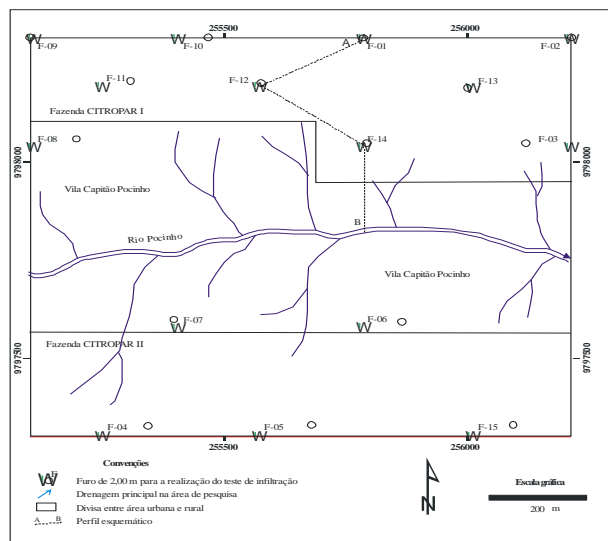 255500
256000
A
F-09
F-10
F-01
F-02
F-11
F-12
F-13
Fazenda CITROPAR I
F-08
F-14
F-03
9798000
9798000
Vila Capitão Pocinho
B
Rio Pocinho
Vila Capitão Pocinho
F-07
F-06
Fazenda CITROPAR II
9797500
9797500
F-04
F-05
F-15
255500
256000
Convenções
F
Furo de 2,00 m para a realização do teste de infiltração
Drenagem principal na área de pesquisa
Divisa entre área urbana e rural
A B
Perfil esquemático
N
Escala gráfica
200 m